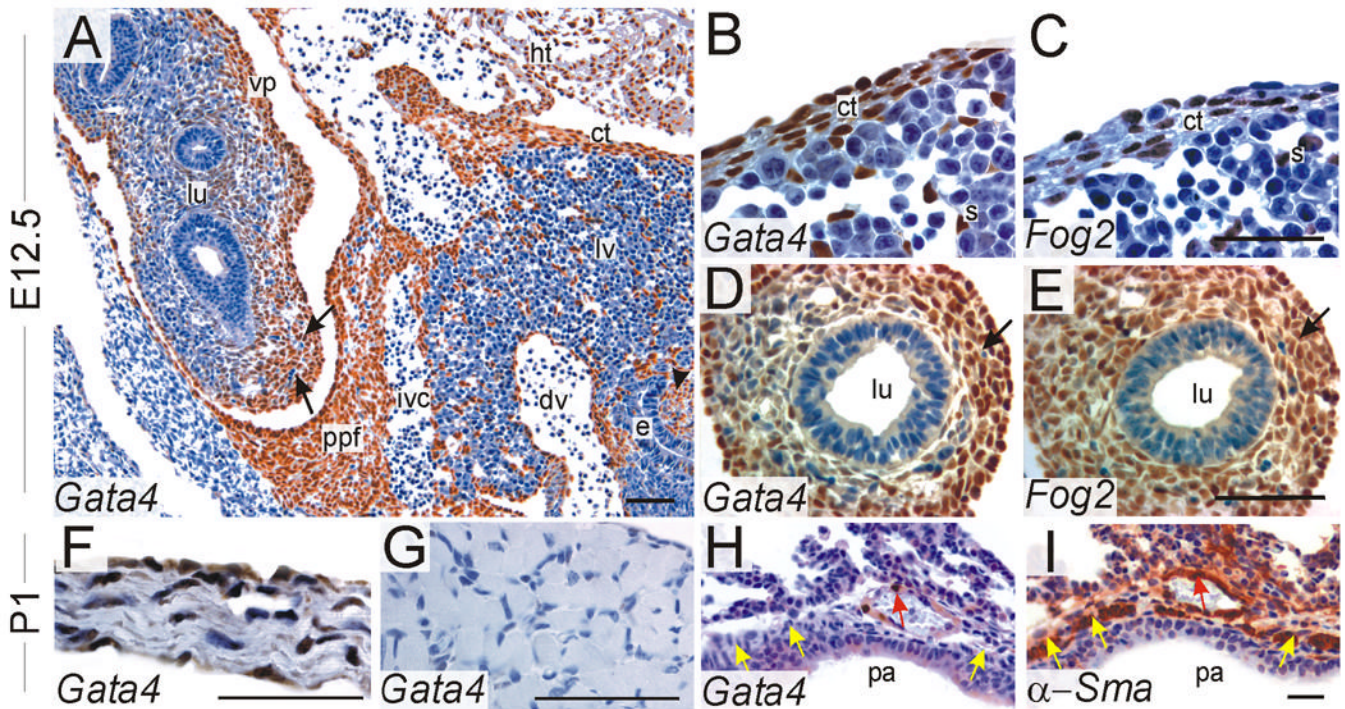 E12.5
A
vp
ht
ct
lu
lv
ivc
dv
e
ppf
Gata4
B
ct
s
Gata4
C
ct
s
Fog2
D
lu
Gata4
E
lu
Fog2
P1
F
Gata4
G
Gata4
H
pa
Gata4
I
pa
α–Sma